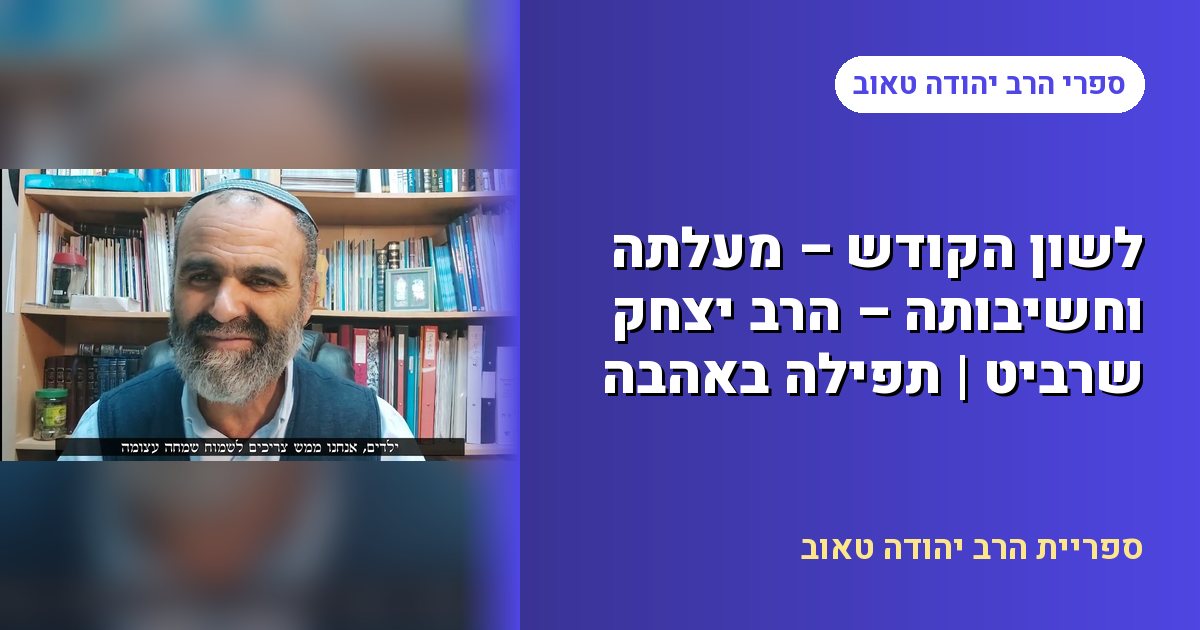 ספרי הרב יהודה טאוב
לשון הקודש – מעלתה
וחשיבותה – הרב יצחק
שרביט | תפילה באהבה
ילדים, אנחנו ממש צריכים לשמוח שמחה עצומה
ספריית הרב יהודה טאוב